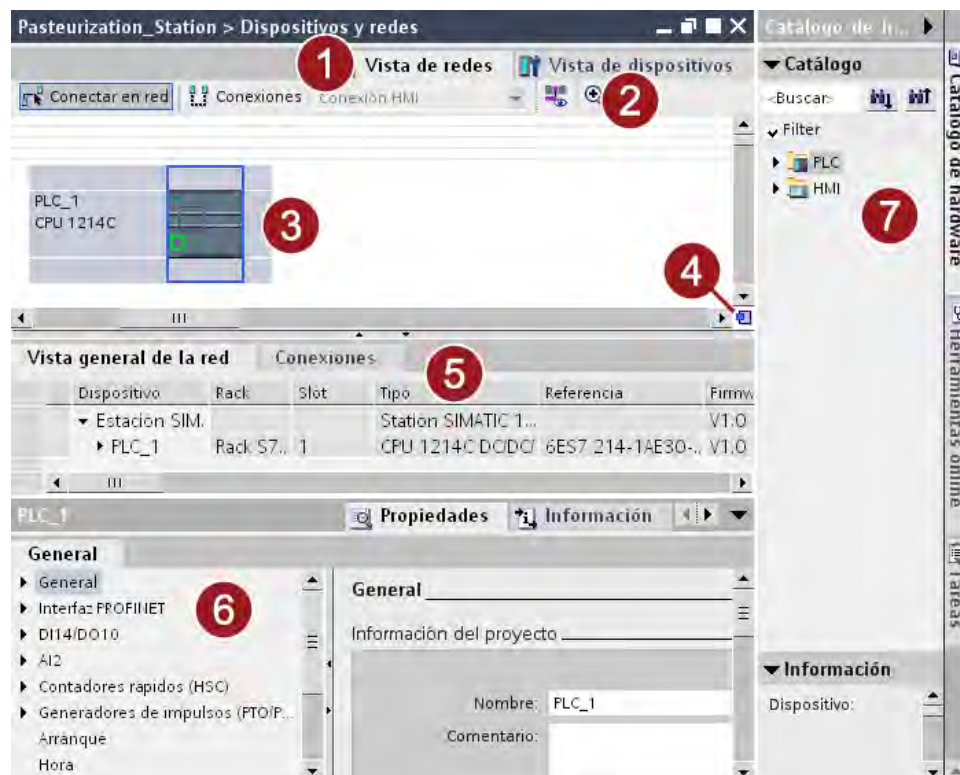 Pasteurization_Station > Dispositivos y redes
Catálogo de h...
1 Vista de redes Vista de dispositivos
Catálogo
Conectar en red Conexiones Conexión HMI 2
<Buscar>
Filter
PLC
HMI
7
PLC_1
CPU 1214C
3
4
Vista general de la red Conexiones
5
Dispositivo Rack Slot Tipo Referencia Firmw
Estacion SIM. Station SIMATIC 1... V1.0
PLC_1 Rack S7.. 1 CPU 1214C DC/DC/ 6ES7 214-1AE30-.. V1.0
PLC_1 Propiedades Información
General
General
Interfaz PROFINET
DI14/DO10
AI2
Contadores rapidos (HSC)
Generadores de impulsos (PTO/P...
Arranque
Hora
6
General
Información del proyecto
Nombre: PLC_1
Comentario:
Información
Dispositivo:
Catálogo de hardware
Herramientas online
Tareas